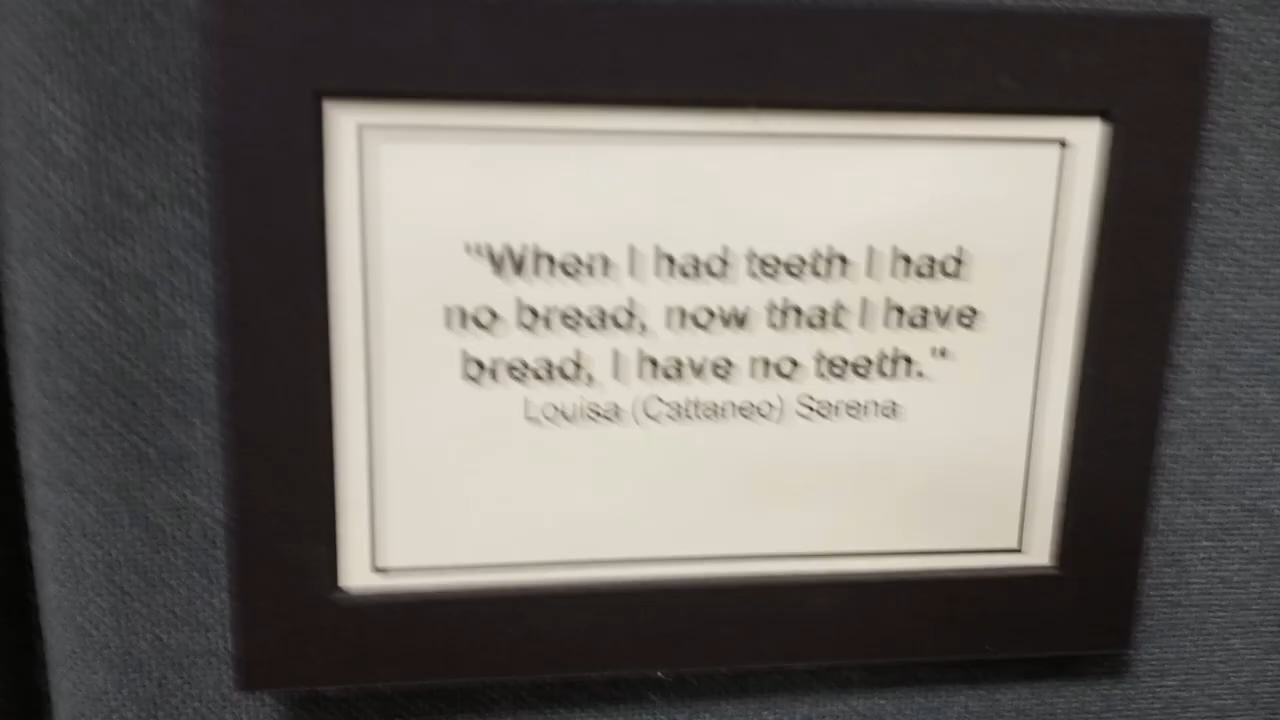 "When I had teeth I had
no bread, now that I have
bread, I have no teeth."
Louisa (Cattaneo) Serena